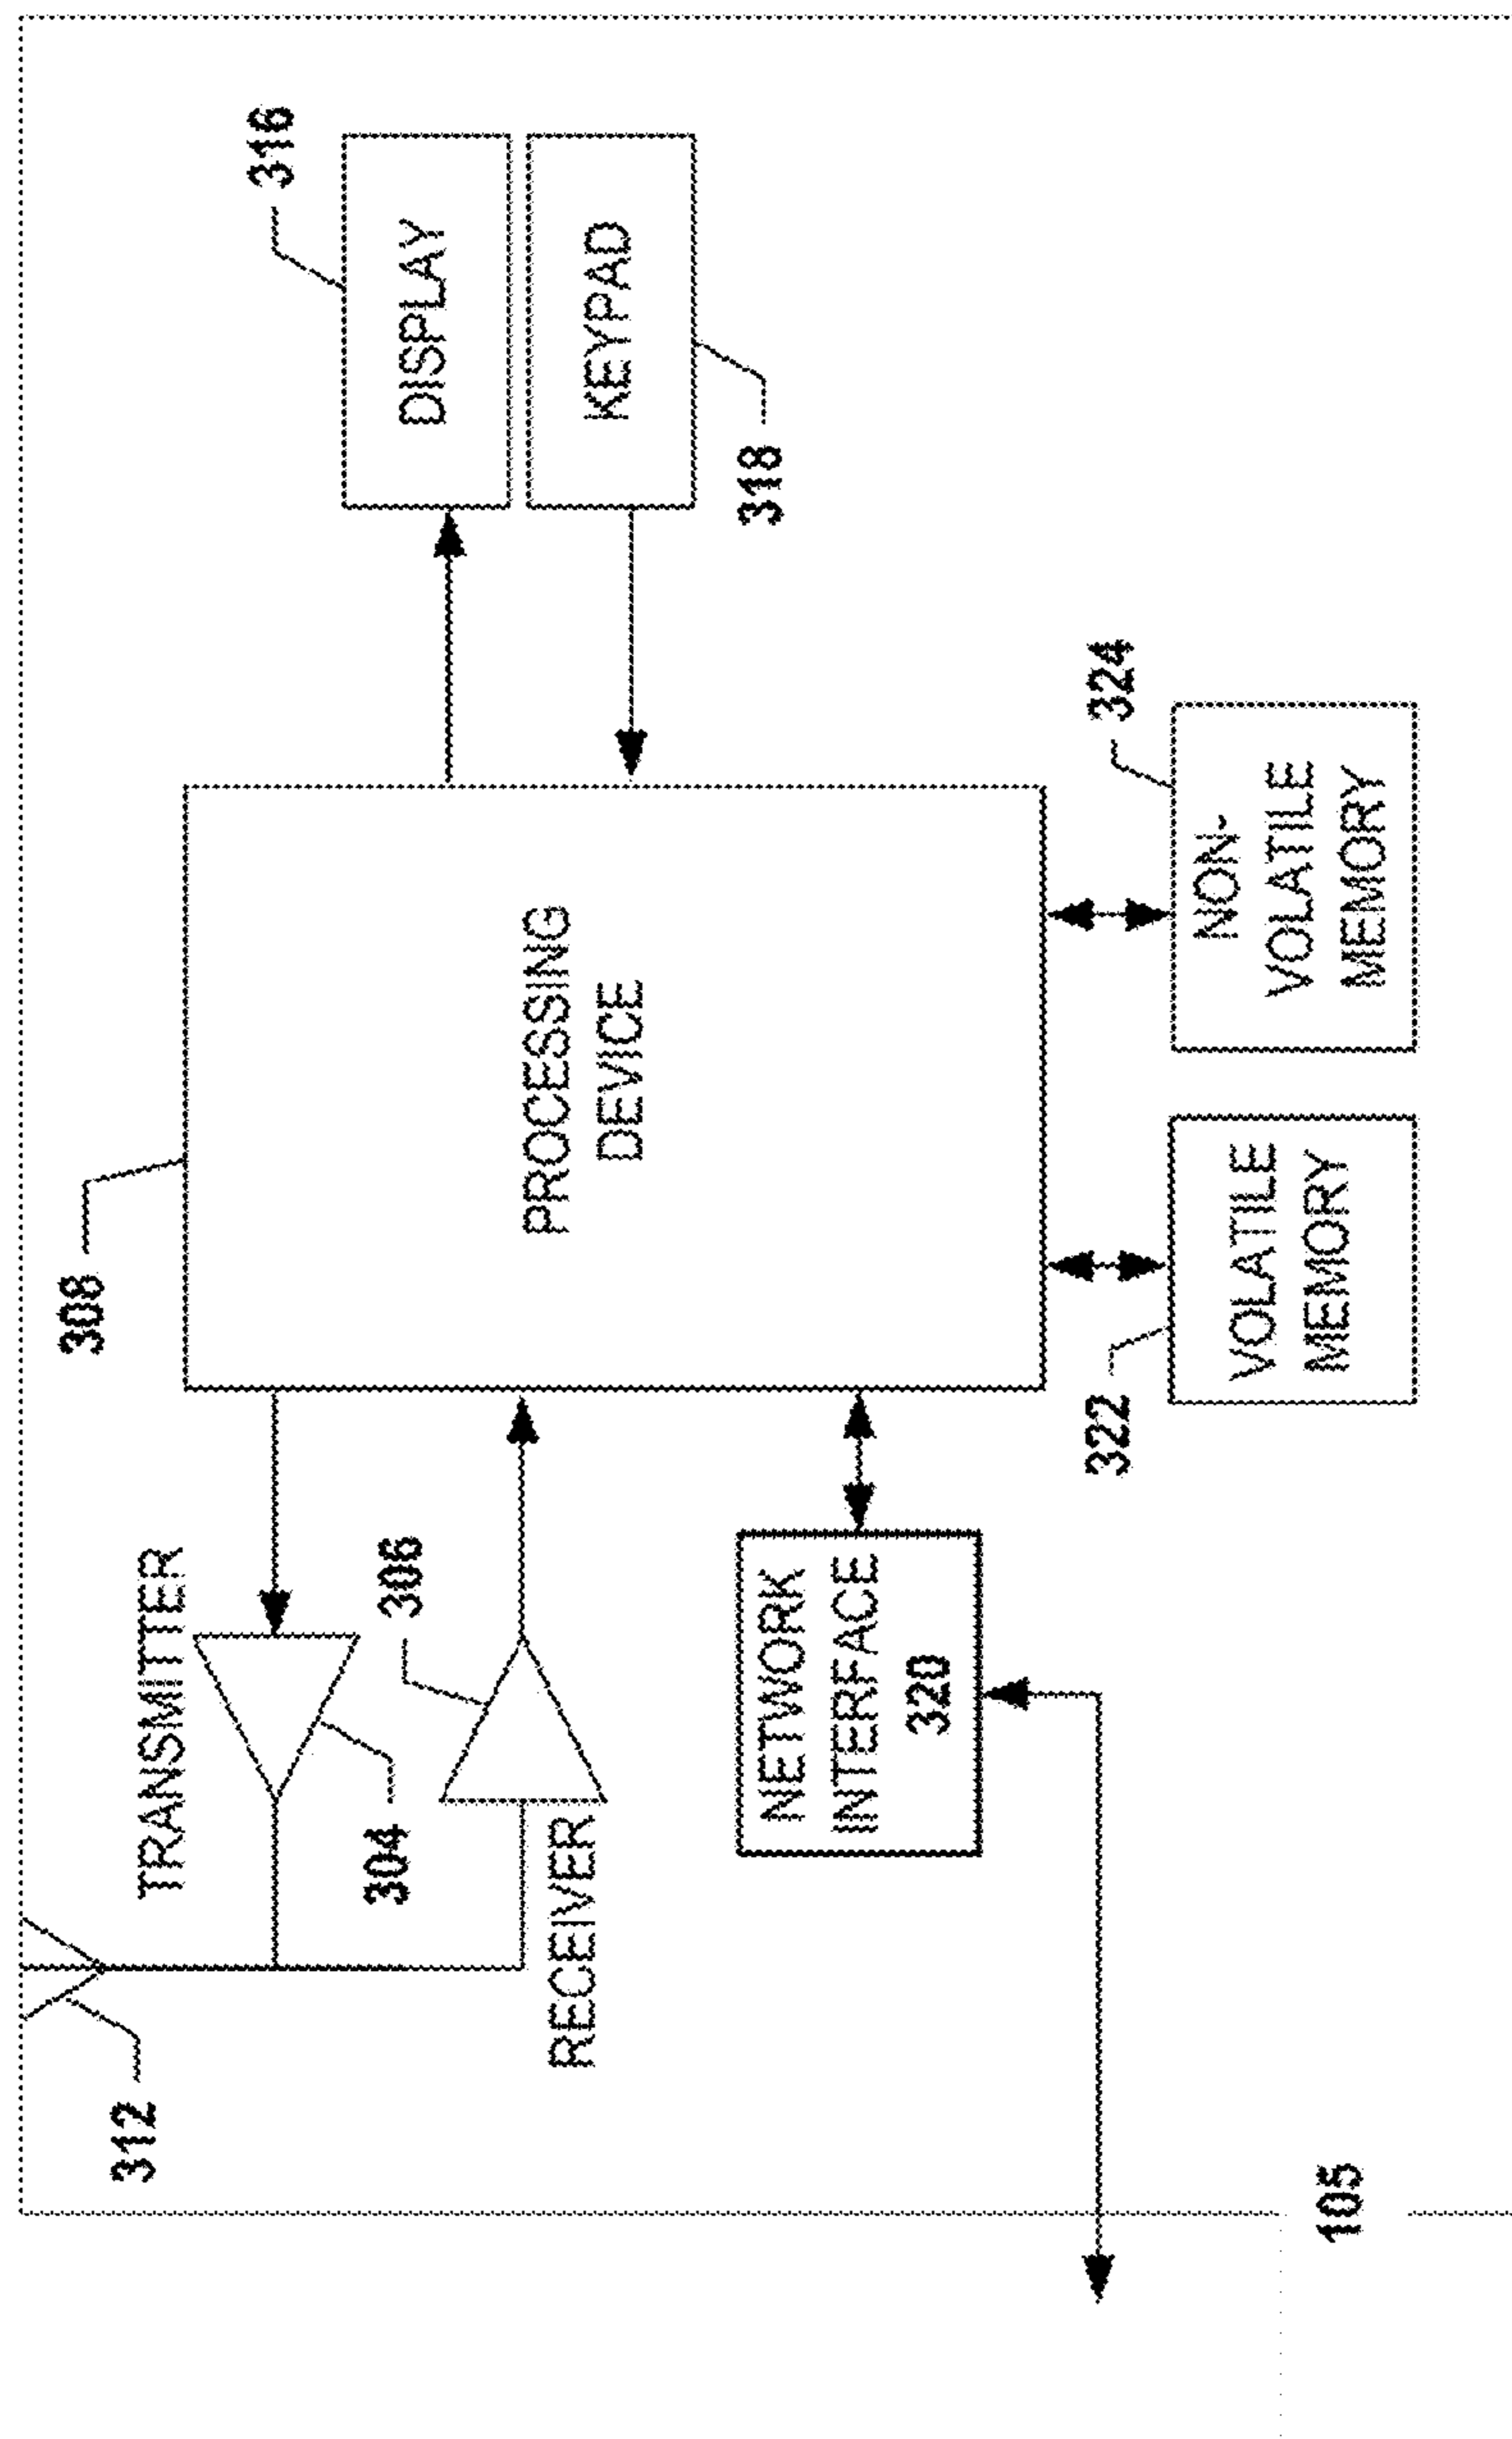 312
TRANSMITTER
304
306
RECEIVER
308
PROCESSING
DEVICE
316
DISPLAY
KEYPAD
318
NETWORK
INTERFACE
320
322
VOLATILE
MEMORY
324
NON-
VOLATILE
MEMORY
105